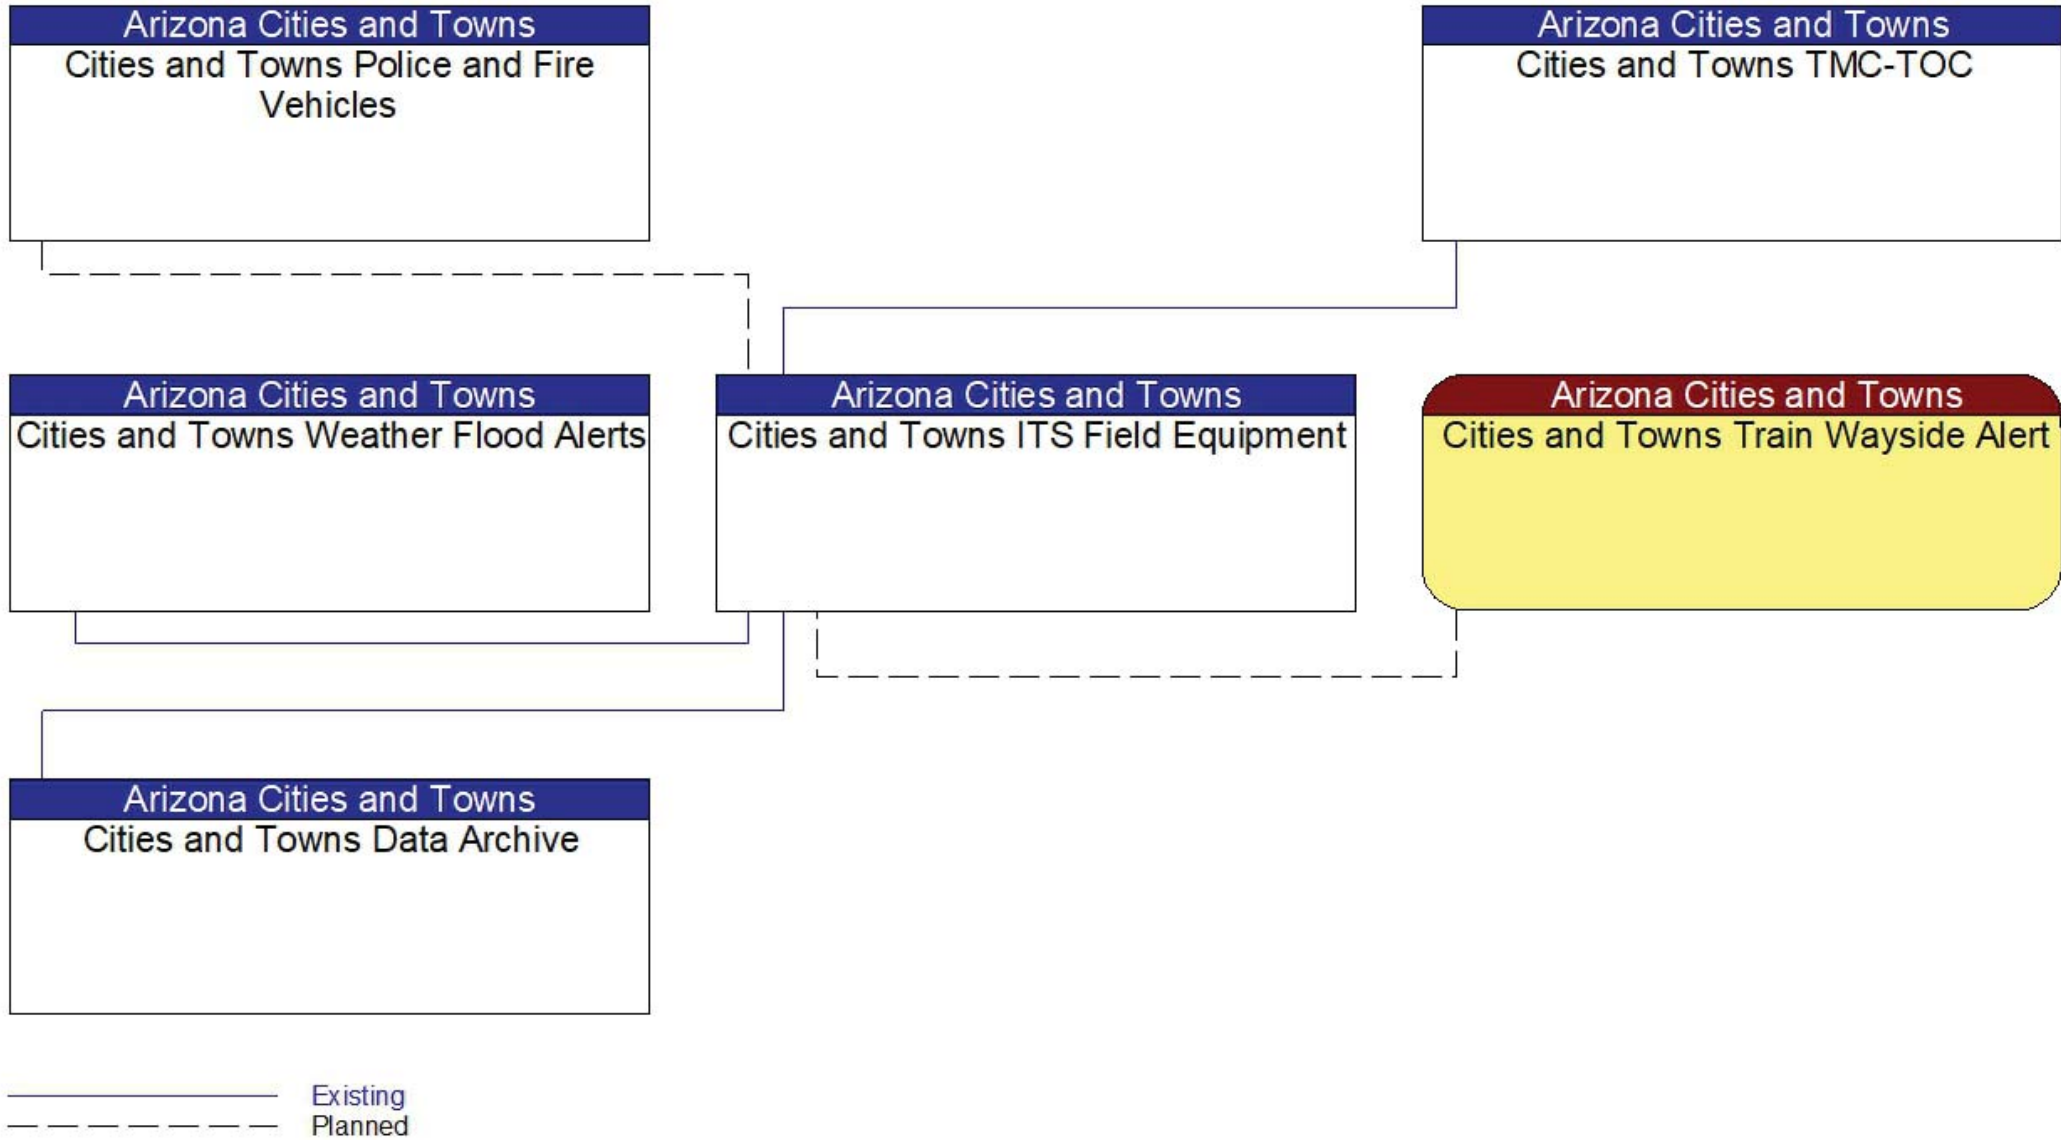 Arizona Cities and Towns
Cities and Towns Police and Fire
Vehicles
Arizona Cities and Towns
Cities and Towns TMC-TOC
Arizona Cities and Towns
Cities and Towns Weather Flood Alerts
Arizona Cities and Towns
Cities and Towns ITS Field Equipment
Arizona Cities and Towns
Cities and Towns Train Wayside Alert
Arizona Cities and Towns
Cities and Towns Data Archive
Existing
Planned